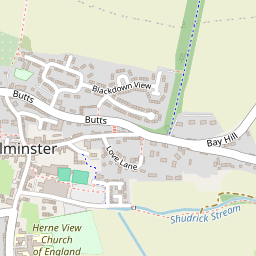 Blackdown View
Butts
Butts
Bay Hill
lminster
Love Lane
Shudrick Stream
Herne View
Church
of England